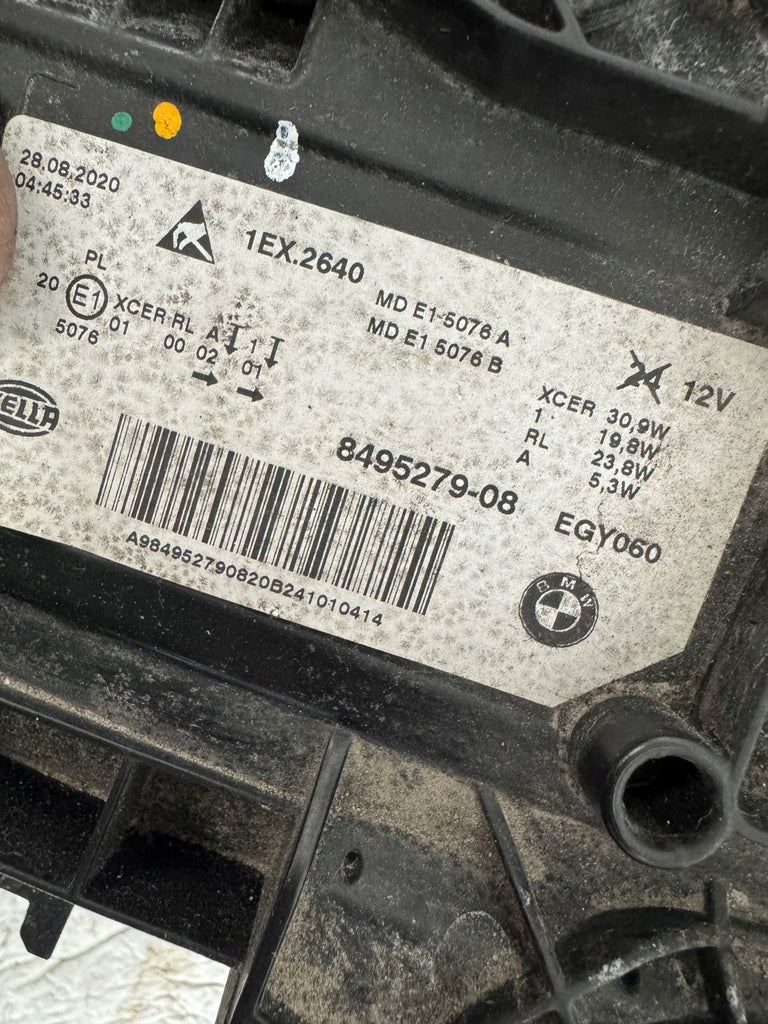 28.08.2020
04:45:33
1EX.2640
MD E1 5076 A
MD E1 5076 B
PL
20 E1 XCER RL A 1
5076 01 00 02 01
HELLA
24 12V
XCER 30,9W
1 19,8W
RL 23,8W
A 5,3W
8495279-08
EGY060
A984952790820B241010414
BMW